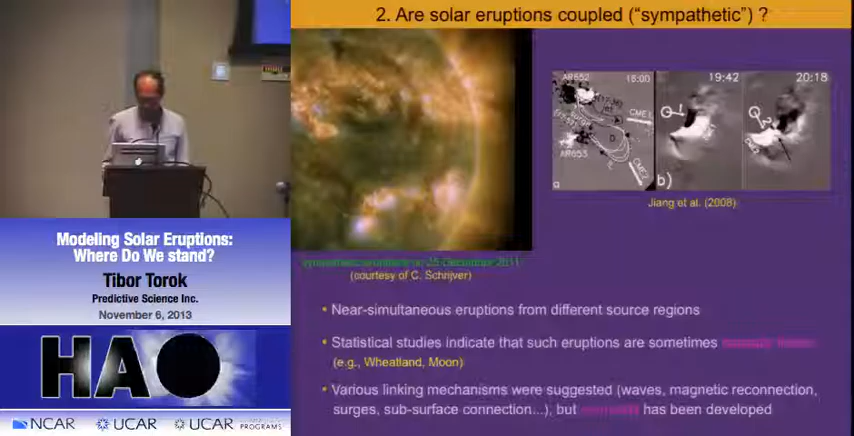 2. Are solar eruptions coupled ("sympathetic") ?
AR652
18:00
CME1
AR653
CME2
a
19:42
1
b)
20:18
2
Jiang et al. (2008)
(courtesy of C. Schrijver)
• Near-simultaneous eruptions from different source regions
• Statistical studies indicate that such eruptions are sometimes
(e.g., Wheatland, Moon)
• Various linking mechanisms were suggested (waves, magnetic reconnection,
surges, sub-surface connection...), but has been developed
Modeling Solar Eruptions:
Where Do We stand?
Tibor Torok
Predictive Science Inc.
November 6, 2013
HAO
NCAR
UCAR
UCAR
PROGRAMS